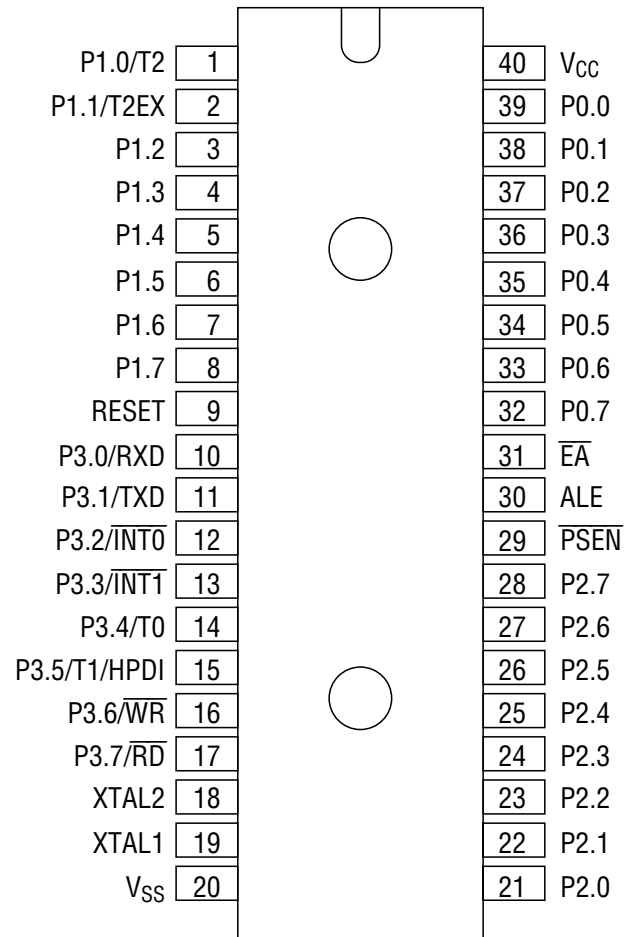 P1.0/T2 1 40 VCC
P1.1/T2EX 2 39 P0.0
P1.2 3 38 P0.1
P1.3 4 37 P0.2
P1.4 5 36 P0.3
P1.5 6 35 P0.4
P1.6 7 34 P0.5
P1.7 8 33 P0.6
RESET 9 32 P0.7
P3.0/RXD 10 31 E̅A̅
P3.1/TXD 11 30 ALE
P3.2/I̅N̅T̅0̅ 12 29 P̅S̅E̅N̅
P3.3/I̅N̅T̅1̅ 13 28 P2.7
P3.4/T0 14 27 P2.6
P3.5/T1/HPDI 15 26 P2.5
P3.6/W̅R̅ 16 25 P2.4
P3.7/R̅D̅ 17 24 P2.3
XTAL2 18 23 P2.2
XTAL1 19 22 P2.1
VSS 20 21 P2.0